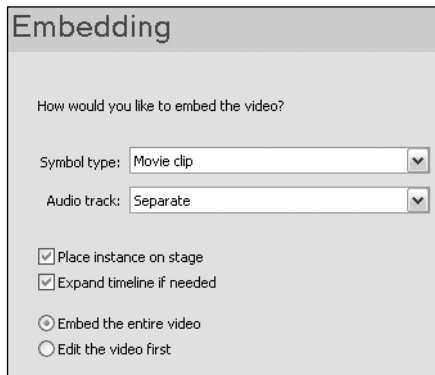 Embedding
How would you like to embed the video?
Symbol type: Movie clip
Audio track: Separate
Place instance on stage
Expand timeline if needed
Embed the entire video
Edit the video first